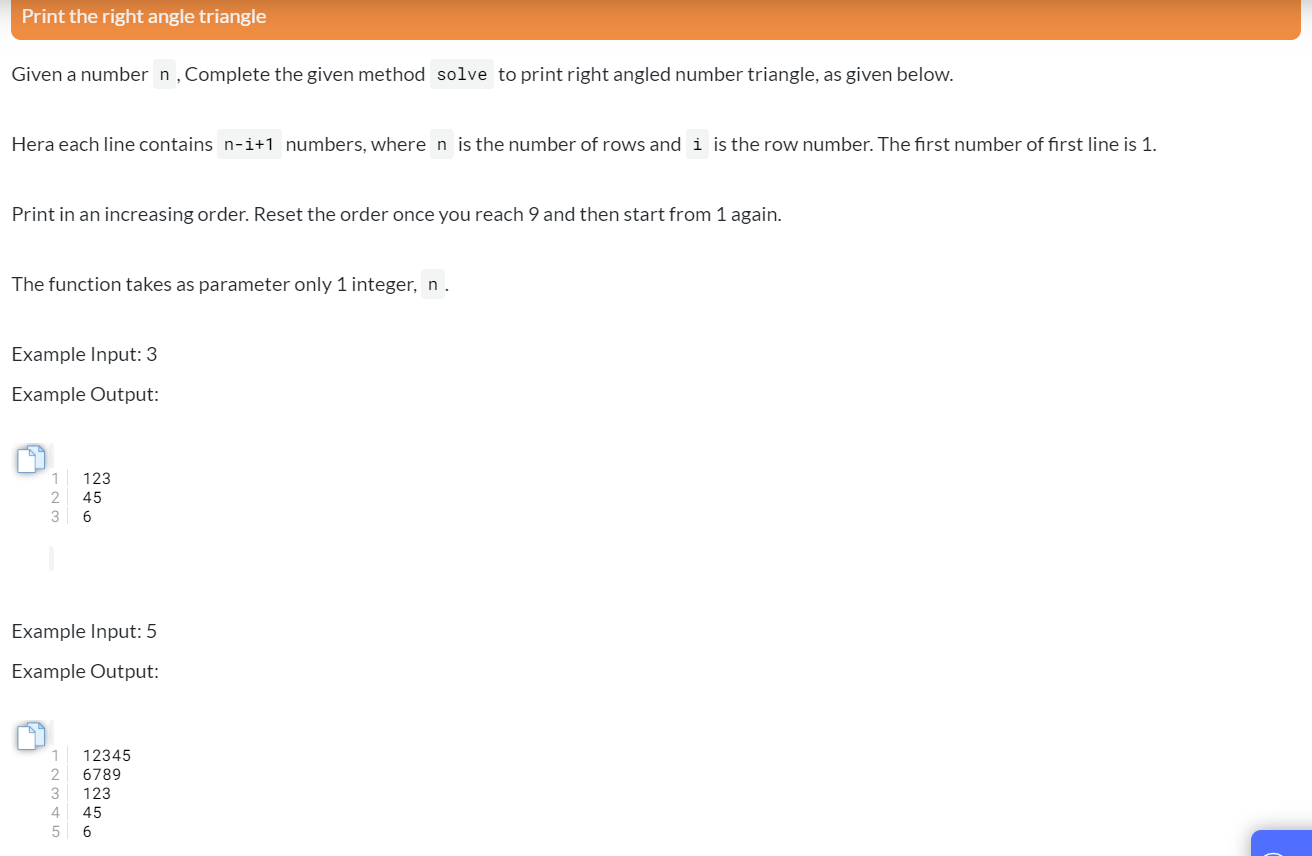 Print the right angle triangle
Given a number n , Complete the given method solve to print right angled number triangle, as given below.
Hera each line contains n-i+1 numbers, where n is the number of rows and i is the row number. The first number of first line is 1.
Print in an increasing order. Reset the order once you reach 9 and then start from 1 again.
The function takes as parameter only 1 integer, n .
Example Input: 3
Example Output:
1 123
2 45
3 6
Example Input: 5
Example Output:
1 12345
2 6789
3 123
4 45
5 6